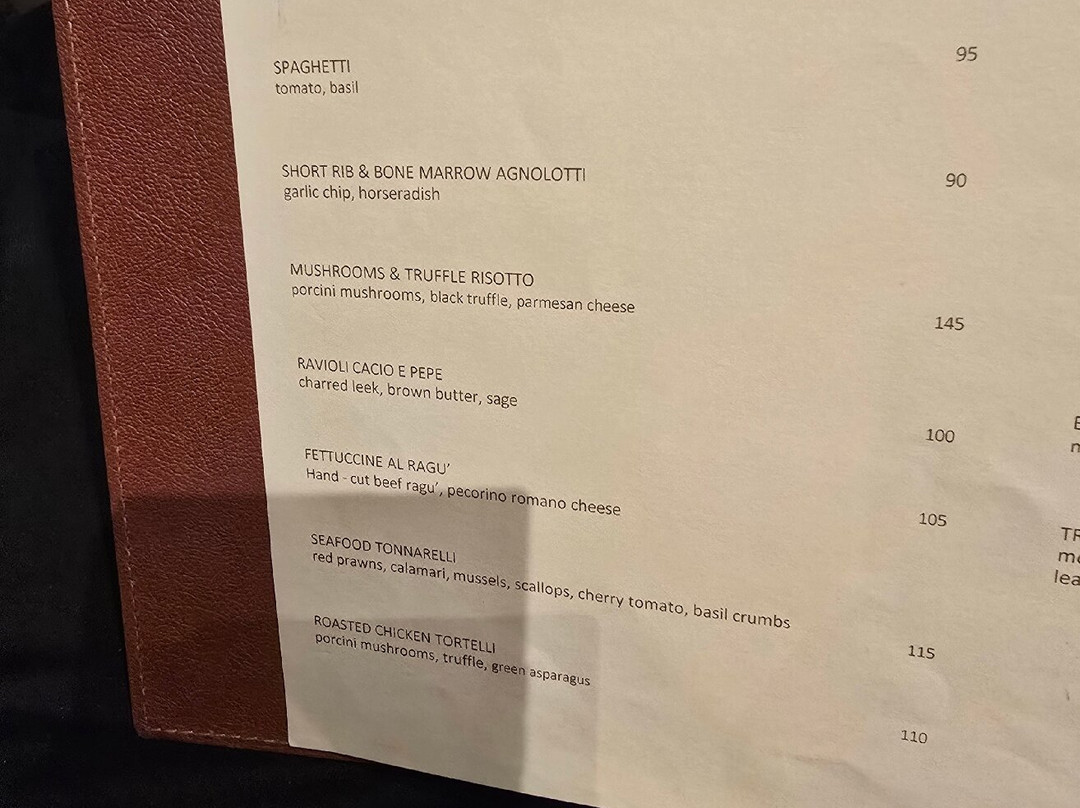 SPAGHETTI 95
tomato, basil
SHORT RIB & BONE MARROW AGNOLOTTI 90
garlic chip, horseradish
MUSHROOMS & TRUFFLE RISOTTO
porcini mushrooms, black truffle, parmesan cheese 145
RAVIOLI CACIO E PEPE
charred leek, brown butter, sage 100
FETTUCCINE AL RAGU’
Hand - cut beef ragu’, pecorino romano cheese 105
SEAFOOD TONNARELLI
red prawns, calamari, mussels, scallops, cherry tomato, basil crumbs 115
ROASTED CHICKEN TORTELLI
porcini mushrooms, truffle, green asparagus 110